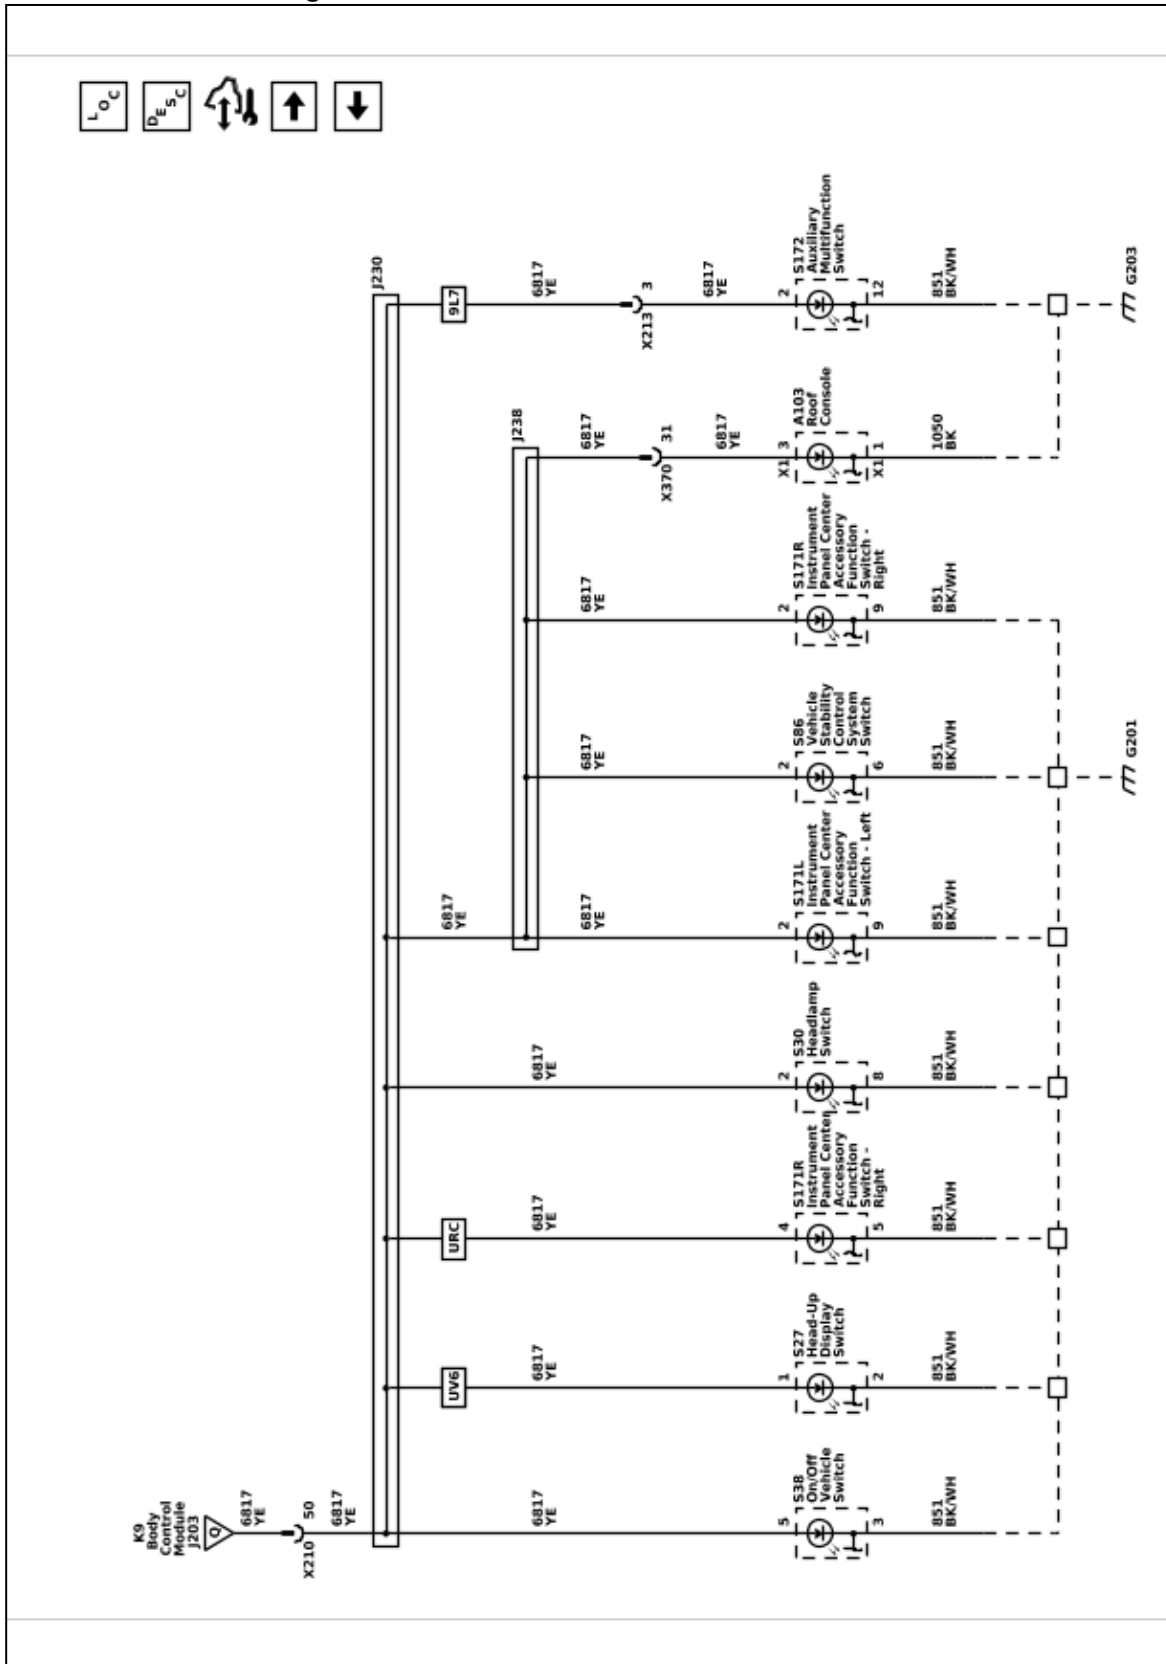 LOC
DESC
K9
Body
Control
Module
J203
Q
6817
YE
X210
50
6817
YE
J230
UV6
URC
9L7
6817
YE
J238
6817
YE
6817
YE
6817
YE
6817
YE
6817
YE
6817
YE
6817
YE
6817
YE
6817
YE
X370
31
6817
YE
X213
3
6817
YE
5
S38
On/Off
Vehicle
Switch
3
1
S27
Head-Up
Display
Switch
2
4
S171R
Instrument
Panel Center
Accessory
Function
Switch -
Right
5
2
S30
Headlamp
Switch
8
2
S171L
Instrument
Panel Center
Accessory
Function
Switch - Left
9
2
S86
Vehicle
Stability
Control
System
Switch
6
2
S171R
Instrument
Panel Center
Accessory
Function
Switch -
Right
9
X1 3
A103
Roof
Console
X1 1
2
S172
Auxiliary
Multifunction
Switch
12
851
BK/WH
851
BK/WH
851
BK/WH
851
BK/WH
851
BK/WH
851
BK/WH
851
BK/WH
1050
BK
851
BK/WH
G201
G203